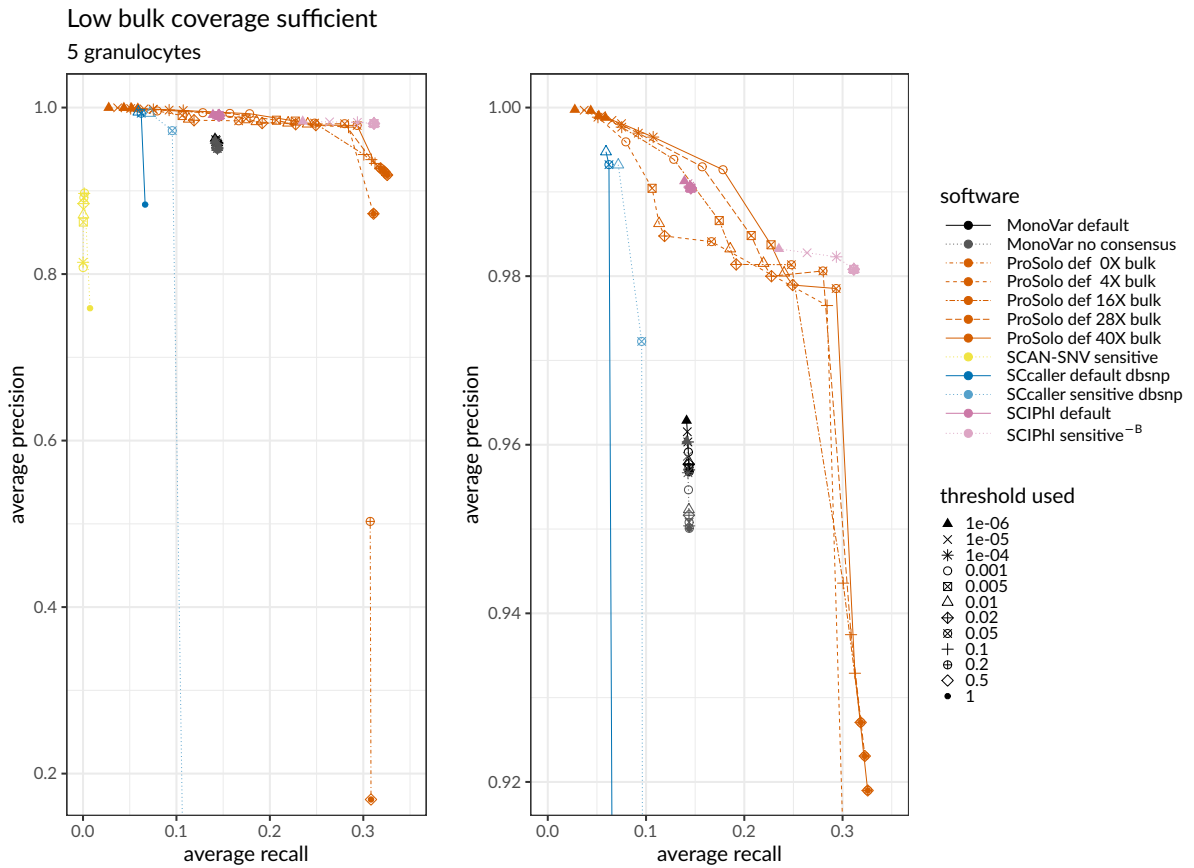 Low bulk coverage sufficient
5 granulocytes
average precision
1.0
0.8
0.6
0.4
0.2
0.0
0.1
0.2
0.3
average recall
average precision
1.00
0.98
0.96
0.94
0.92
0.0
0.1
0.2
0.3
average recall
software
MonoVar default
MonoVar no consensus
ProSolo def 0X bulk
ProSolo def 4X bulk
ProSolo def 16X bulk
ProSolo def 28X bulk
ProSolo def 40X bulk
SCAN-SNV sensitive
SCcaller default dbsnp
SCcaller sensitive dbsnp
SCIPhI default
SCIPhI sensitive−B
threshold used
1e-06
1e-05
1e-04
0.001
0.005
0.01
0.02
0.05
0.1
0.2
0.5
1